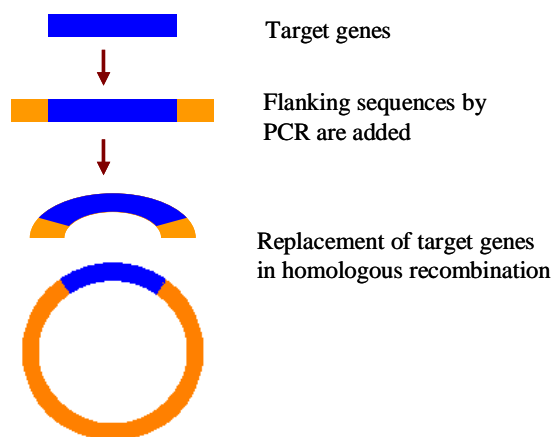 Target genes
Flanking sequences by
PCR are added
Replacement of target genes
in homologous recombination